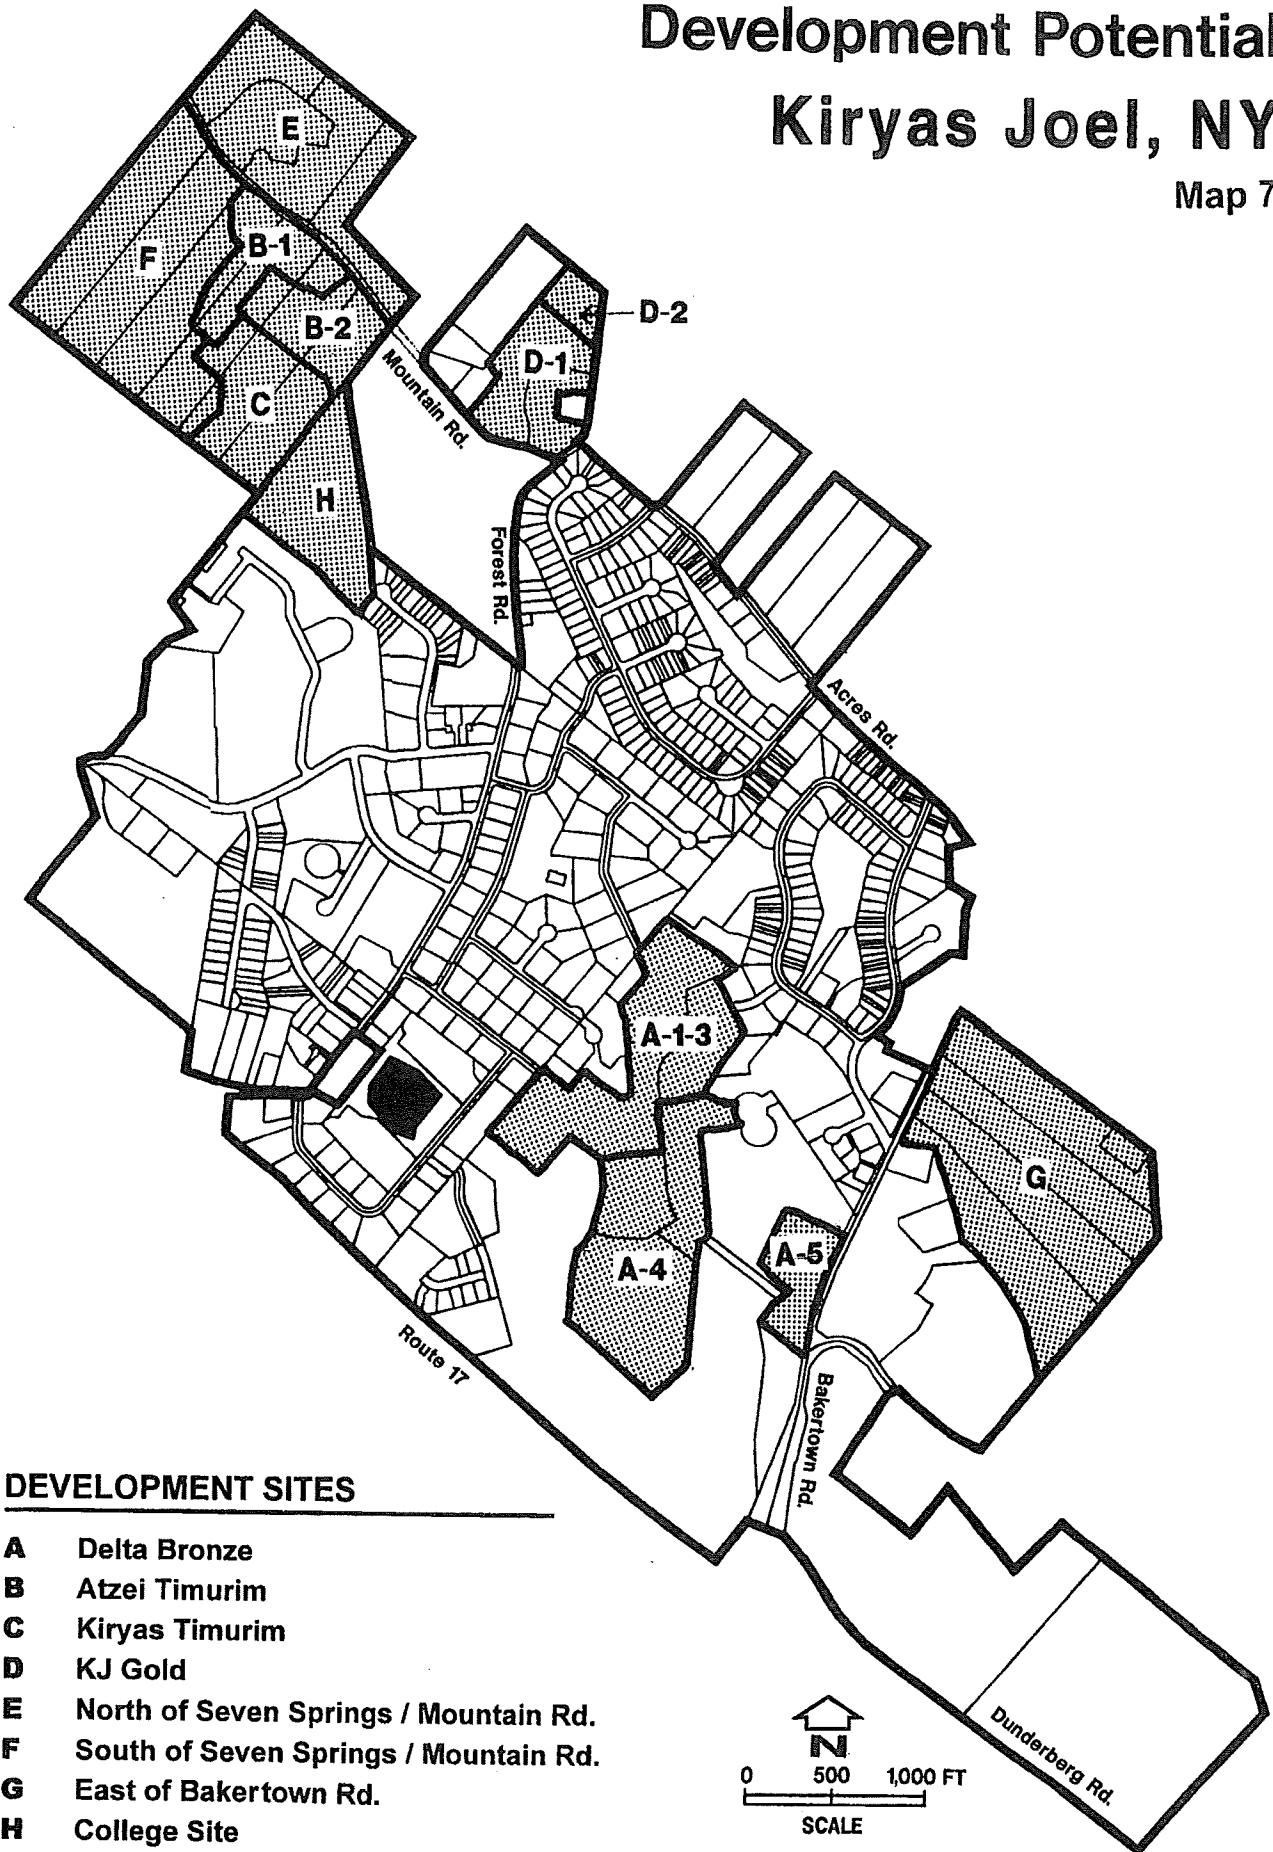 Development Potential
Kiryas Joel, NY
Map 7
E
F
B-1
B-2
D-2
D-1
C
Mountain Rd.
H
Forest Rd.
Acres Rd.
A-1-3
G
A-5
A-4
Route 17
Bakertown Rd.
DEVELOPMENT SITES
A Delta Bronze
B Atzei Timurim
C Kiryas Timurim
D KJ Gold
E North of Seven Springs / Mountain Rd.
F South of Seven Springs / Mountain Rd.
G East of Bakertown Rd.
H College Site
Dunderberg Rd.
N
0 500 1,000 FT
SCALE